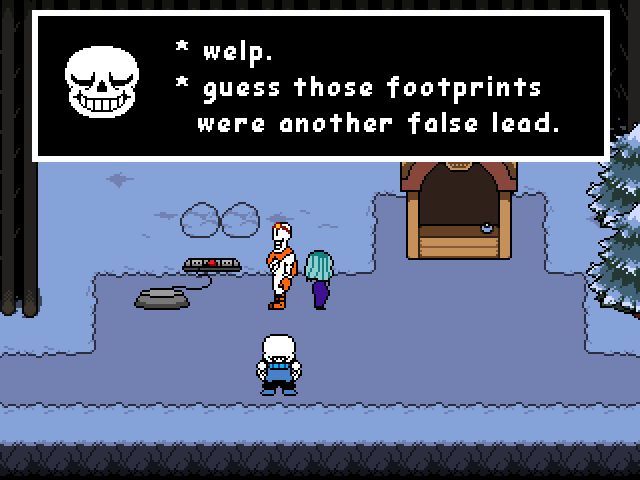 * welp.
* guess those footprints
were another false lead.